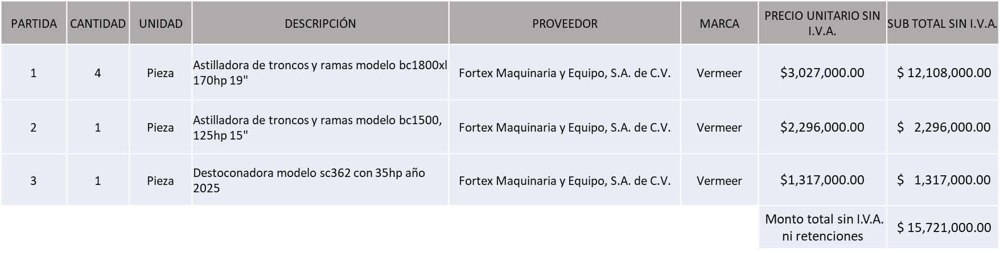 PARTIDA CANTIDAD UNIDAD DESCRIPCIÓN PROVEEDOR MARCA PRECIO UNITARIO SIN I.V.A. SUB TOTAL SIN I.V.A.
1 4 Pieza Astilladora de troncos y ramas modelo bc1800xl 170hp 19" Fortex Maquinaria y Equipo, S.A. de C.V. Vermeer $3,027,000.00 $ 12,108,000.00
2 1 Pieza Astilladora de troncos y ramas modelo bc1500, 125hp 15" Fortex Maquinaria y Equipo, S.A. de C.V. Vermeer $2,296,000.00 $ 2,296,000.00
3 1 Pieza Destoconadora modelo sc362 con 35hp año 2025 Fortex Maquinaria y Equipo, S.A. de C.V. Vermeer $1,317,000.00 $ 1,317,000.00
Monto total sin I.V.A. ni retenciones $ 15,721,000.00